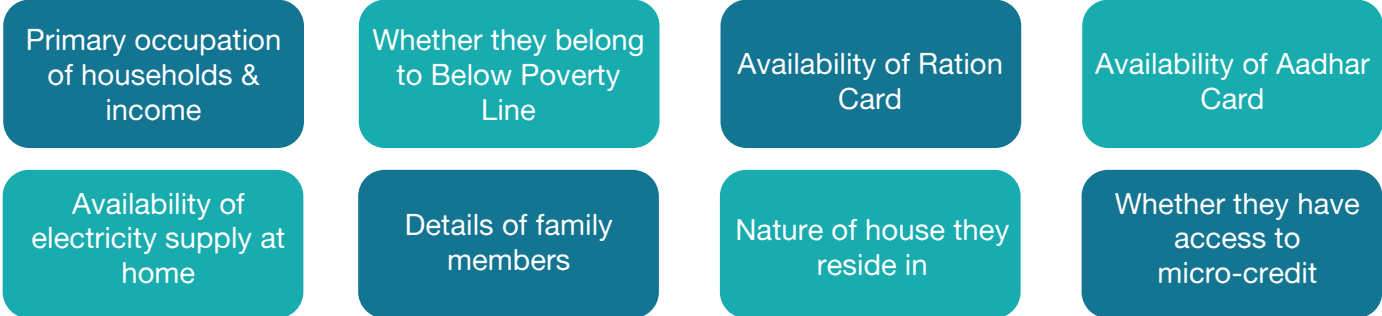 Primary occupation
of households &
income
Whether they belong
to Below Poverty
Line
Availability of Ration
Card
Availability of Aadhar
Card
Availability of
electricity supply at
home
Details of family
members
Nature of house they
reside in
Whether they have
access to
micro-credit